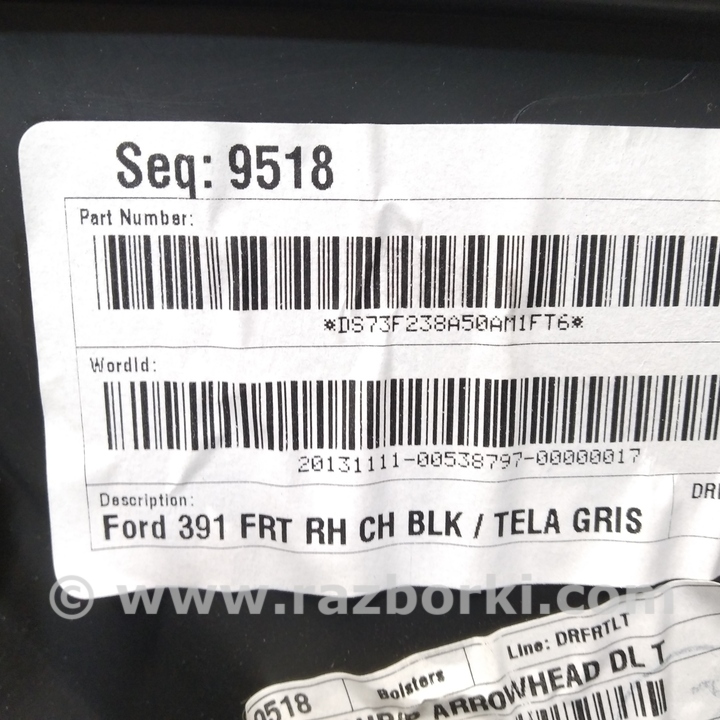 Seq: 9518
Part Number:
*DS73F238A50AM1FT6*
WordId:
20131111-00538797-00000017
Description:
DRF
Ford 391 FRT RH CH BLK / TELA GRIS
© www.razborki.com
9518 Bolsters Line: DRFRTLT
ARROWHEAD DL T